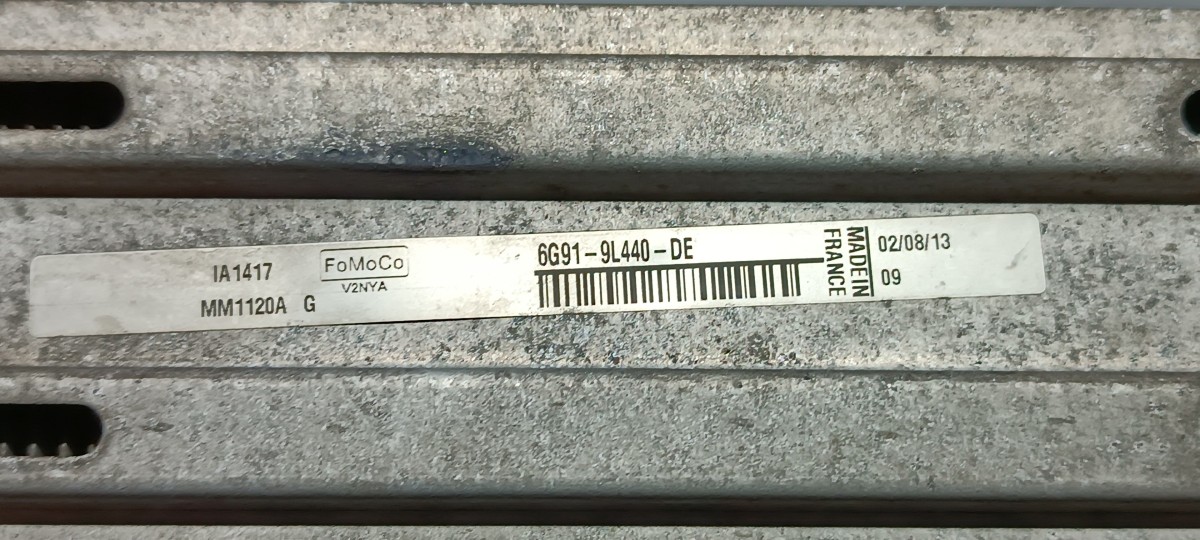 IA1417
MM1120A G
FoMoCo
V2NYA
6G91-9L440-DE
MADE IN
FRANCE
02/08/13
09